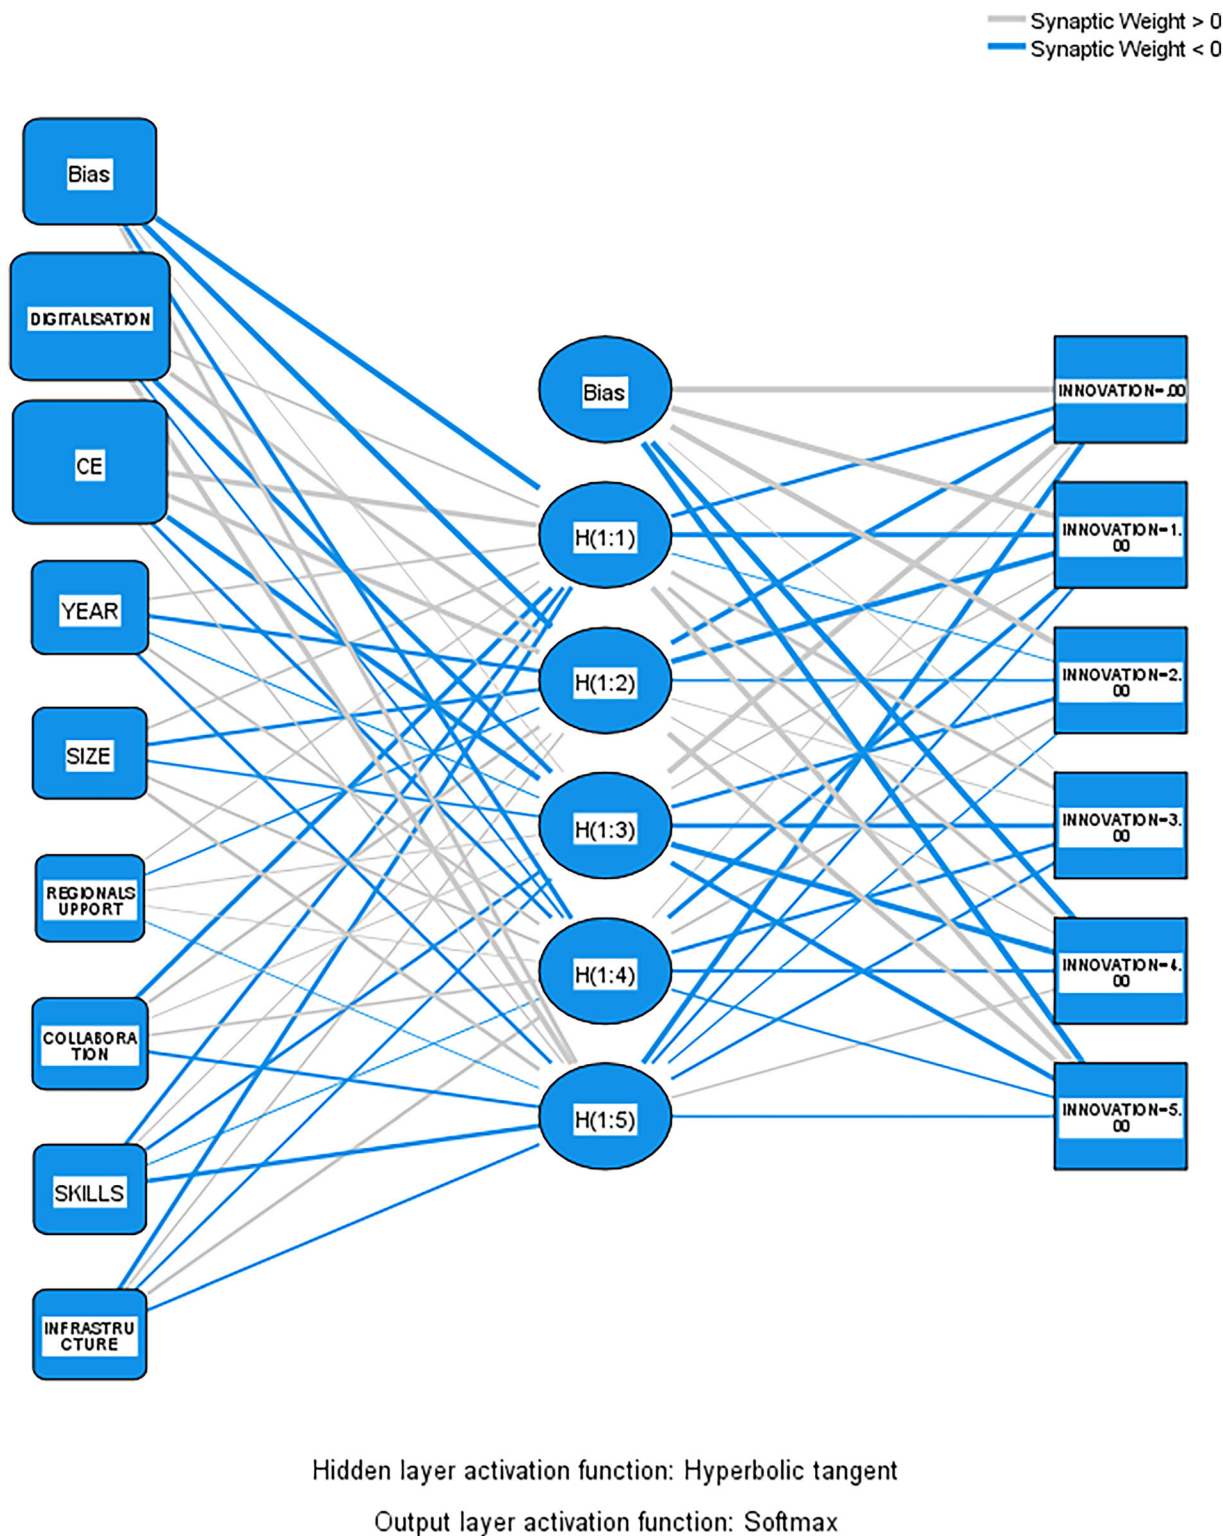 Synaptic Weight > 0
Synaptic Weight < 0
Bias
DIGITALISATION
CE
YEAR
SIZE
REGIONALS
UPPORT
COLLABORA
TION
SKILLS
INFRASTRU
CTURE
Bias
H(1:1)
H(1:2)
H(1:3)
H(1:4)
H(1:5)
INNOVATION=.00
INNOVATION=1.
00
INNOVATION=2.
00
INNOVATION=3.
00
INNOVATION=4.
00
INNOVATION=5.
00
Hidden layer activation function: Hyperbolic tangent
Output layer activation function: Softmax